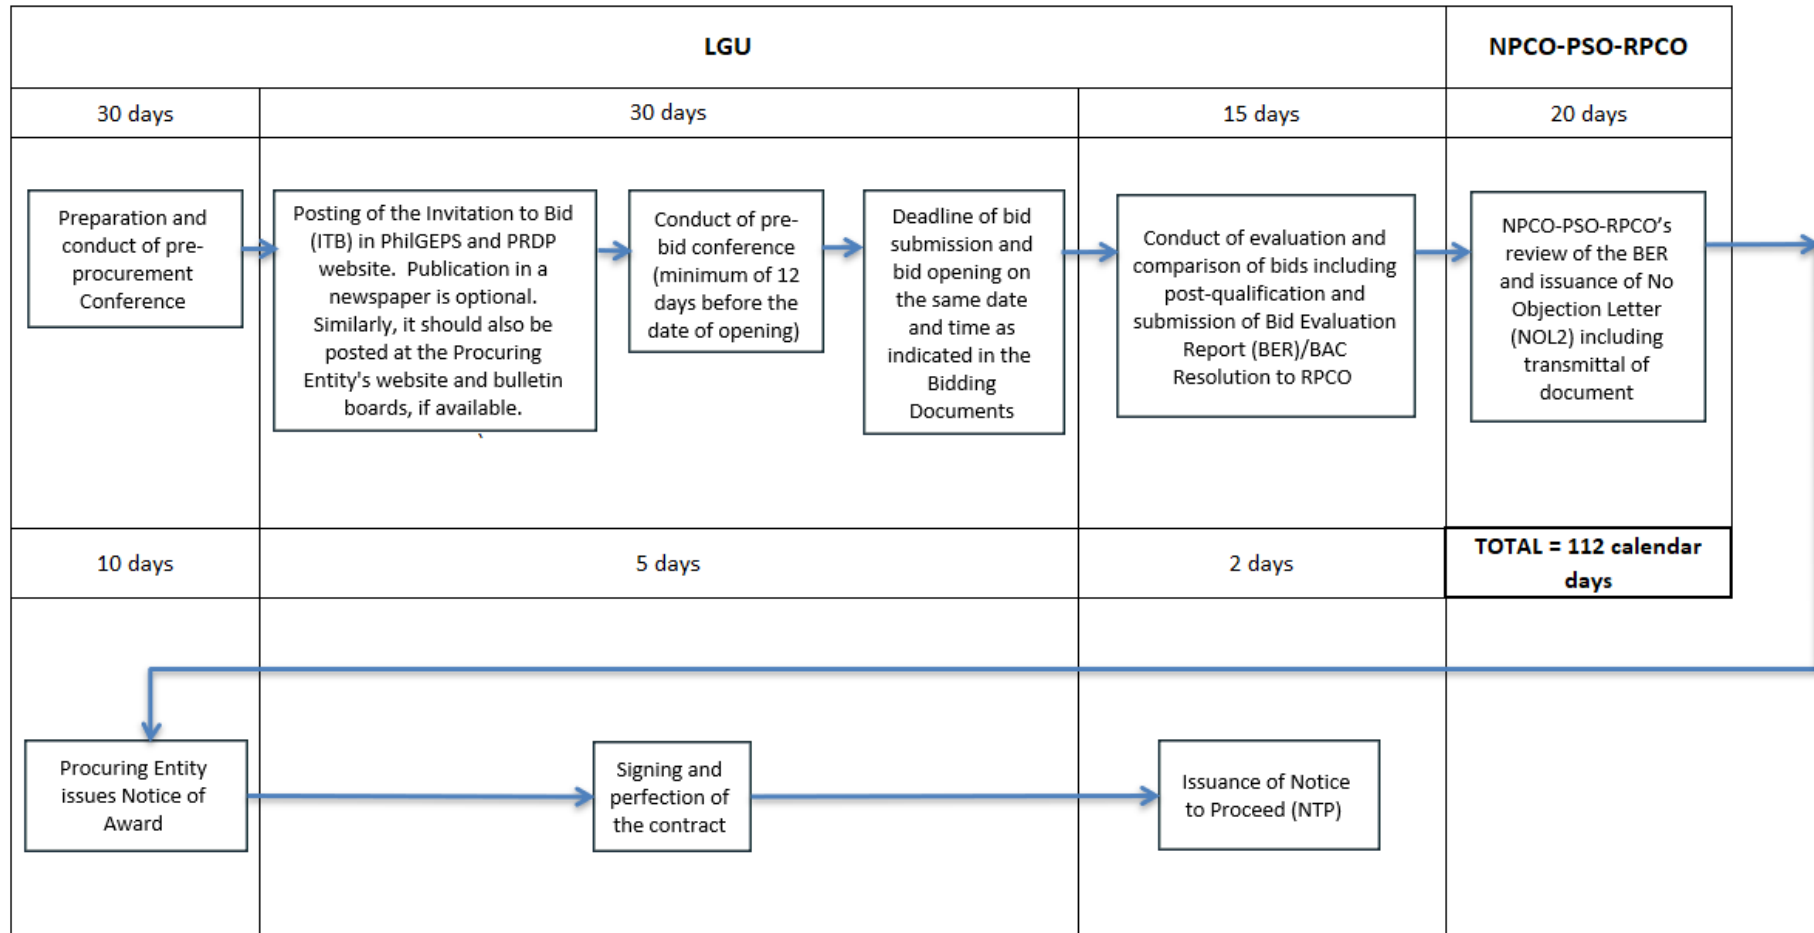 LGU
NPCO-PSO-RPCO
30 days
30 days
15 days
20 days
Preparation and
conduct of pre-
procurement
Conference
Posting of the Invitation to Bid
(ITB) in PhilGEPS and PRDP
website.  Publication in a
newspaper is optional.
Similarly, it should also be
posted at the Procuring
Entity's website and bulletin
boards, if available.
`
Conduct of pre-
bid conference
(minimum of 12
days before the
date of opening)
Deadline of bid
submission and
bid opening on
the same date
and time as
indicated in the
Bidding
Documents
Conduct of evaluation and
comparison of bids including
post-qualification and
submission of Bid Evaluation
Report (BER)/BAC
Resolution to RPCO
NPCO-PSO-RPCO’s
review of the BER
and issuance of No
Objection Letter
(NOL2) including
transmittal of
document
10 days
5 days
2 days
TOTAL = 112 calendar
days
Procuring Entity
issues Notice of
Award
Signing and
perfection of
the contract
Issuance of Notice
to Proceed (NTP)